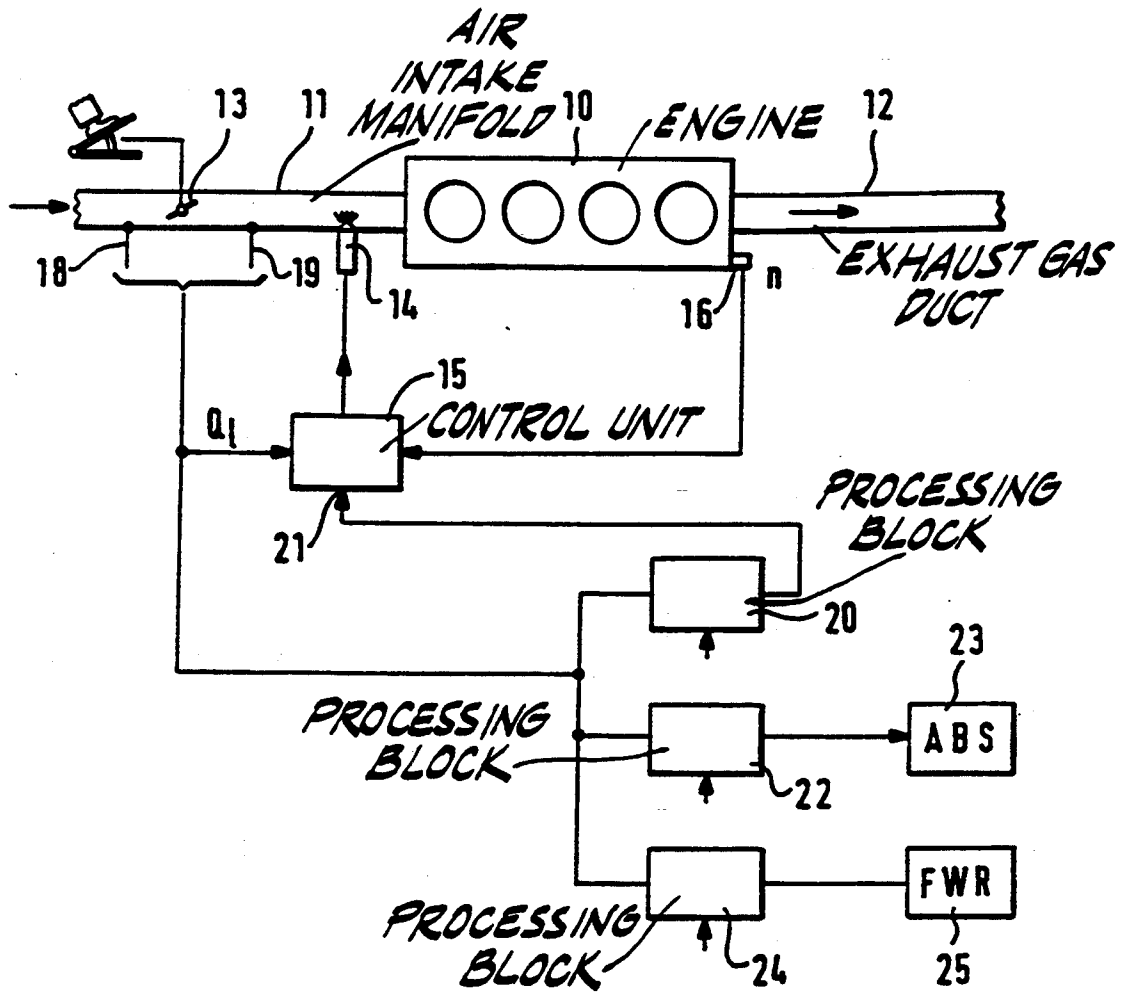 AIR
INTAKE
MANIFOLD
13
11
10
ENGINE
12
18
19
14
16
n
EXHAUST GAS
DUCT
15
CONTROL UNIT
Ql
21
PROCESSING
BLOCK
20
23
PROCESSING
BLOCK
ABS
22
FWR
PROCESSING
BLOCK
24
25